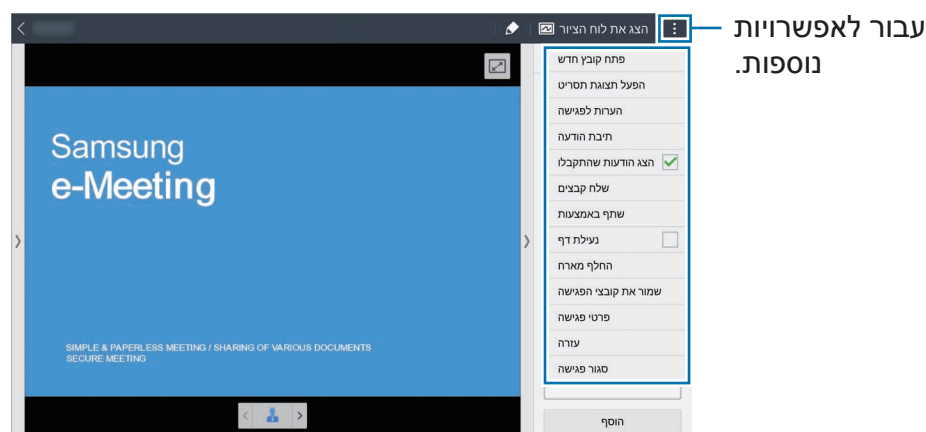 הצג את לוח הציור
עבור לאפשרויות
נוספות.
פתח קובץ חדש
הפעל תצוגת תסריט
הערות לפגישה
תיבת הודעה
הצג הודעות שהתקבלו
שלח קבצים
שתף באמצעות
נעילת דף
החלף מארח
שמור את קובצי הפגישה
פרטי פגישה
עזרה
סגור פגישה
הוסף
Samsung
e-Meeting
SIMPLE & PAPERLESS MEETING / SHARING OF VARIOUS DOCUMENTS
SECURE MEETING